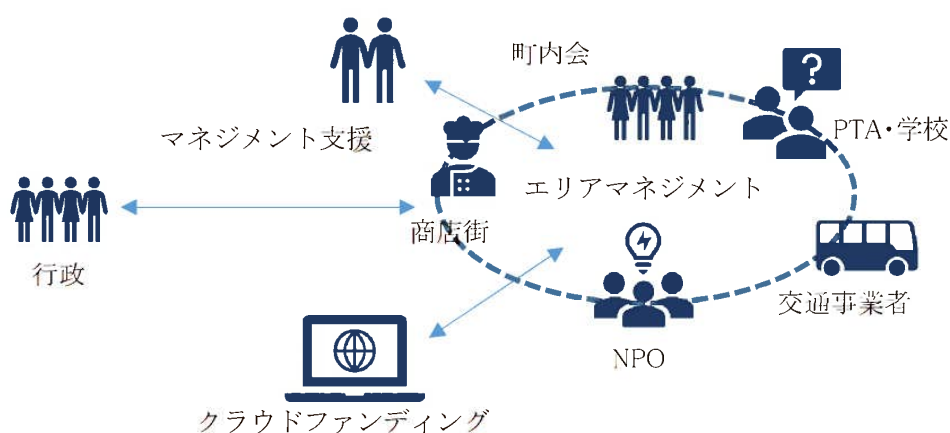 町内会
?
PTA・学校
マネジメント支援
エリアマネジメント
商店街
行政
交通事業者
NPO
クラウドファンディング